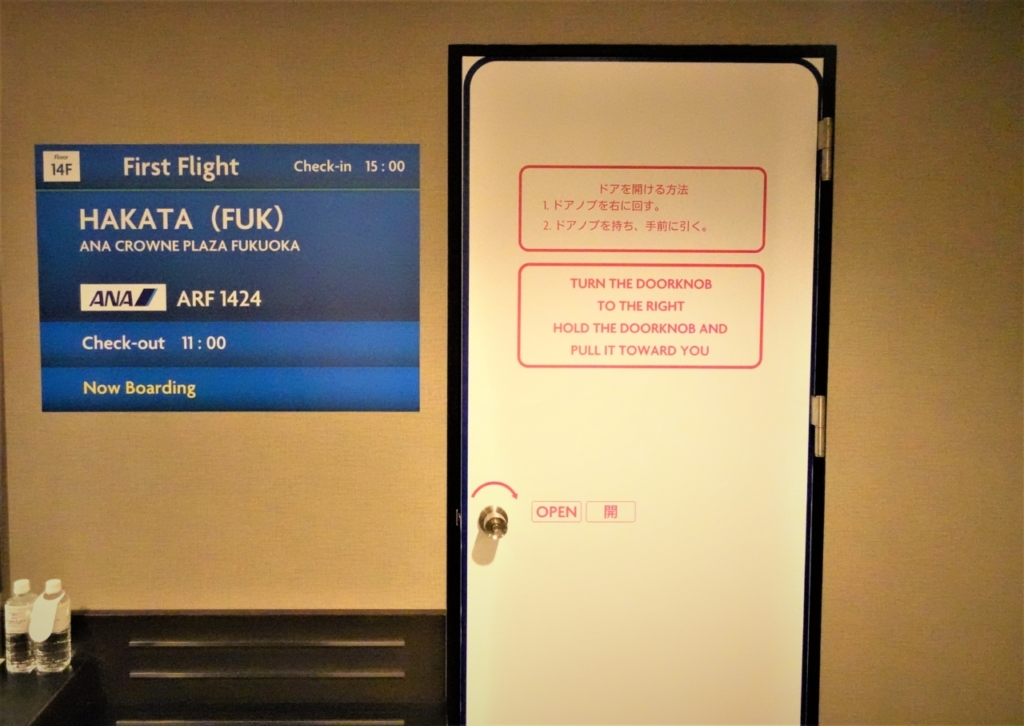 Floor
14F
First Flight
Check-in 15 : 00
HAKATA (FUK)
ANA CROWNE PLAZA FUKUOKA
ANA
ARF 1424
Check-out 11 : 00
Now Boarding
ドアを開ける方法
1. ドアノブを右に回す。
2. ドアノブを持ち、手前に引く。
TURN THE DOORKNOB
TO THE RIGHT
HOLD THE DOORKNOB AND
PULL IT TOWARD YOU
OPEN 開